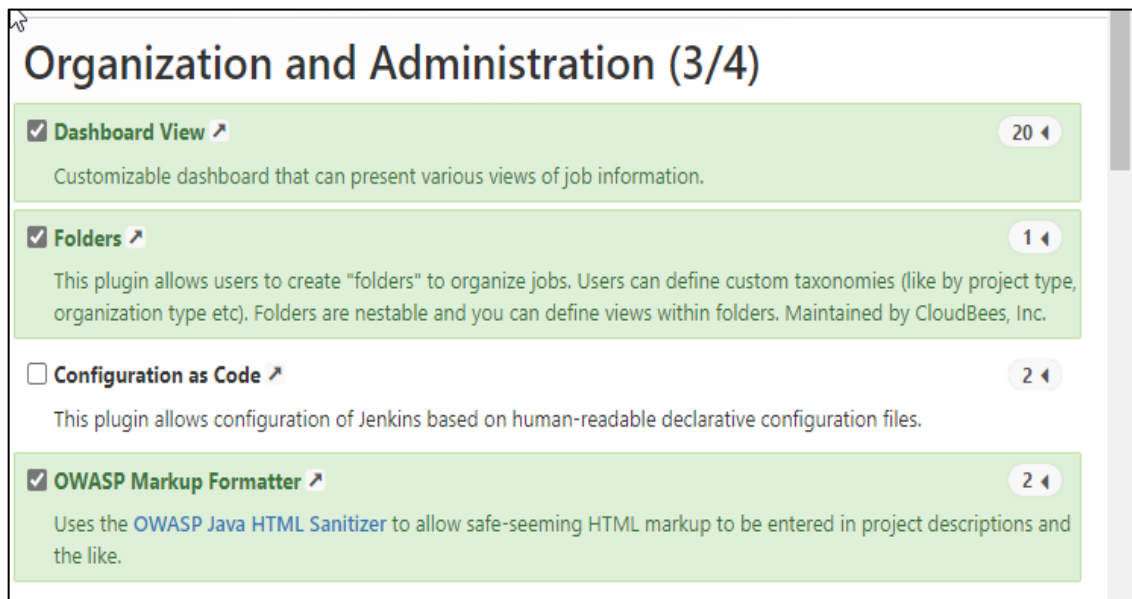 Organization and Administration (3/4)
Dashboard View
20
Customizable dashboard that can present various views of job information.
Folders
1
This plugin allows users to create "folders" to organize jobs. Users can define custom taxonomies (like by project type,
organization type etc). Folders are nestable and you can define views within folders. Maintained by CloudBees, Inc.
Configuration as Code
2
This plugin allows configuration of Jenkins based on human-readable declarative configuration files.
OWASP Markup Formatter
2
Uses the OWASP Java HTML Sanitizer to allow safe-seeming HTML markup to be entered in project descriptions and
the like.